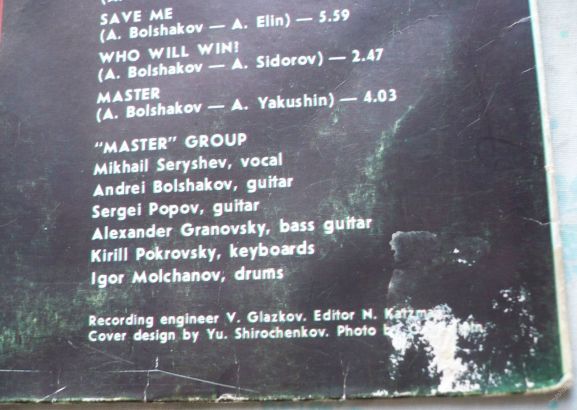 SAVE ME
(A. Bolshakov — A. Elin) — 5.59
WHO WILL WIN?
(A. Bolshakov — A. Sidorov) — 2.47
MASTER
(A. Bolshakov — A. Yakushin) — 4.03
"MASTER" GROUP
Mikhail Seryshev, vocal
Andrei Bolshakov, guitar
Sergei Popov, guitar
Alexander Granovsky, bass guitar
Kirill Pokrovsky, keyboards
Igor Molchanov, drums
Recording engineer V. Glazkov. Editor N.
Cover design by Yu. Shirochenkov. Photo